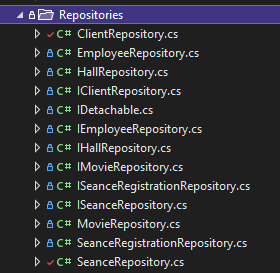 Repositories
C# ClientRepository.cs
C# EmployeeRepository.cs
C# HallRepository.cs
C# IClientRepository.cs
C# IDetachable.cs
C# IEmployeeRepository.cs
C# IHallRepository.cs
C# IMovieRepository.cs
C# ISeanceRegistrationRepository.cs
C# ISeanceRepository.cs
C# MovieRepository.cs
C# SeanceRegistrationRepository.cs
C# SeanceRepository.cs